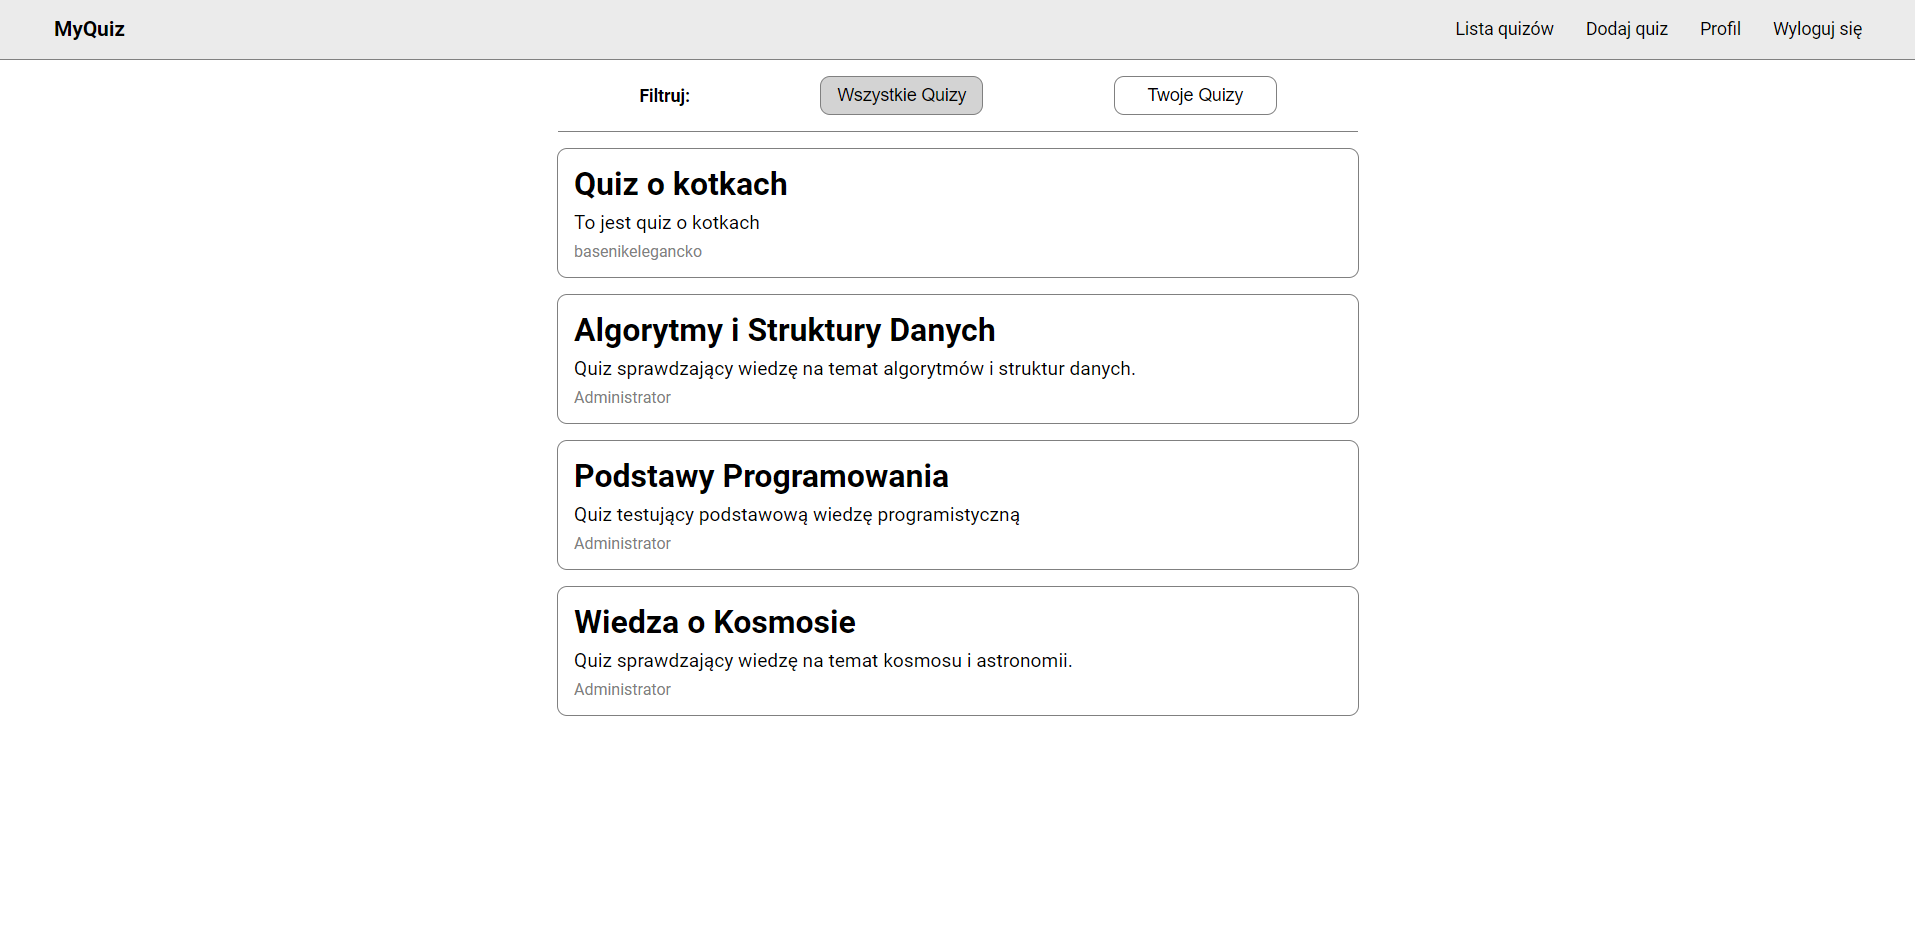 MyQuiz
Lista quizów
Dodaj quiz
Profil
Wyloguj się
Filtruj:
Wszystkie Quizy
Twoje Quizy
Quiz o kotkach
To jest quiz o kotkach
basenikelegancko
Algorytmy i Struktury Danych
Quiz sprawdzający wiedzę na temat algorytmów i struktur danych.
Administrator
Podstawy Programowania
Quiz testujący podstawową wiedzę programistyczną
Administrator
Wiedza o Kosmosie
Quiz sprawdzający wiedzę na temat kosmosu i astronomii.
Administrator